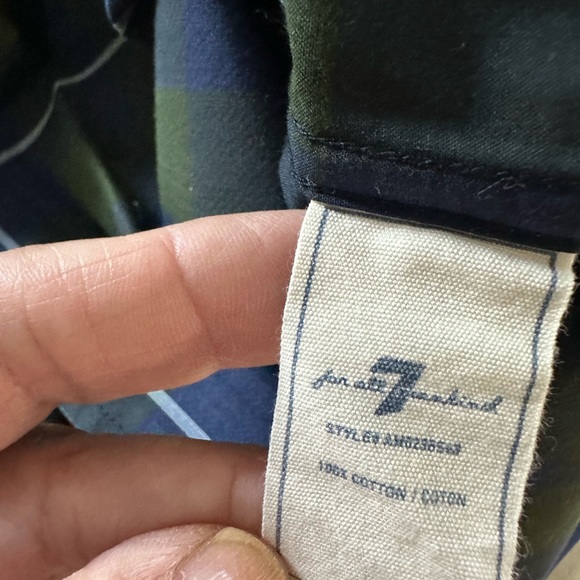 for all 7 mankind
STYLE#
100% COTTON / COTON